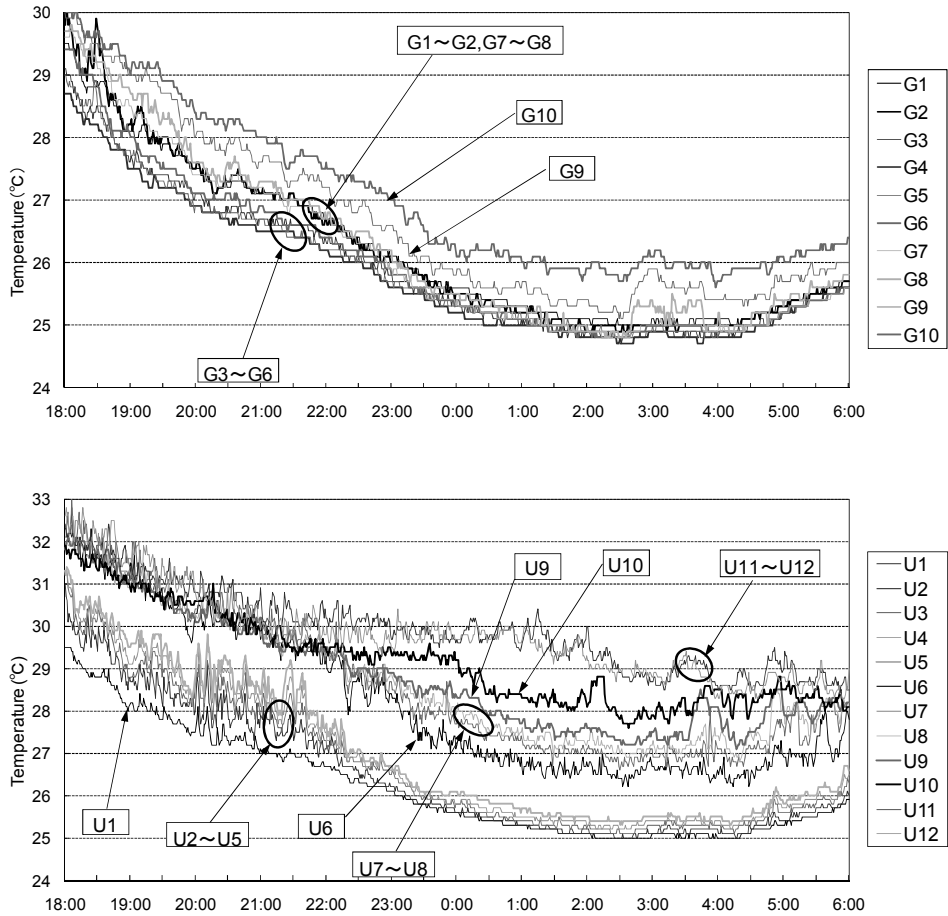 30
29
28
27
26
25
24
Temperature (°C)
18:00 19:00 20:00 21:00 22:00 23:00 0:00 1:00 2:00 3:00 4:00 5:00 6:00
G1～G2,G7～G8
G10
G9
G3～G6
G1
G2
G3
G4
G5
G6
G7
G8
G9
G10
33
32
31
30
29
28
27
26
25
24
Temperature (°C)
18:00 19:00 20:00 21:00 22:00 23:00 0:00 1:00 2:00 3:00 4:00 5:00 6:00
U9
U10
U11～U12
U1
U2～U5
U6
U7～U8
U1
U2
U3
U4
U5
U6
U7
U8
U9
U10
U11
U12